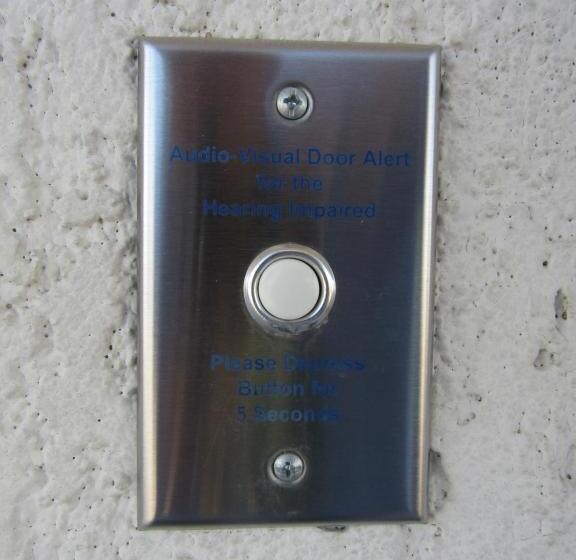 Audio-Visual Door Alert
for the
Hearing Impaired
Please Depress
Button for
5 Seconds